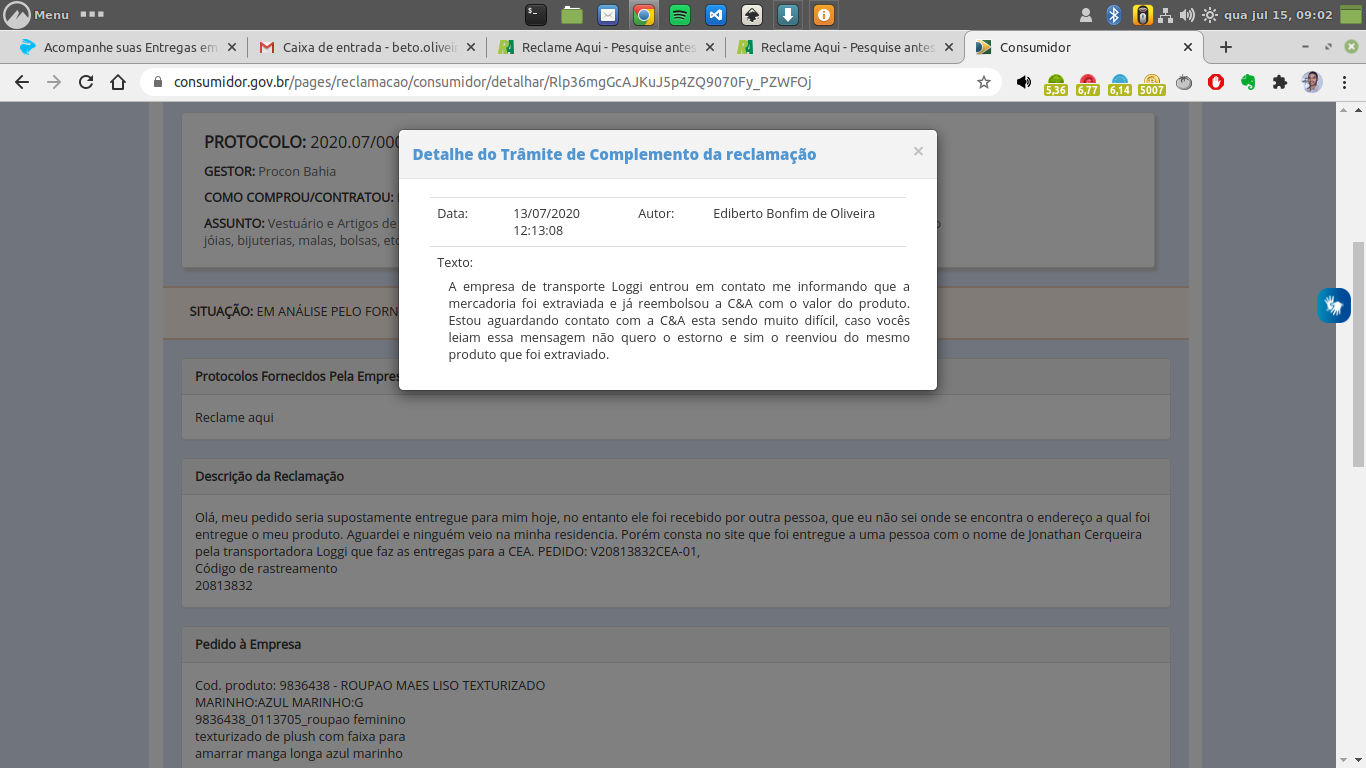 Menu
qua jul 15, 09:02
Acompanhe suas Entregas em
Caixa de entrada - beto.olivei
Reclame Aqui - Pesquise antes
Reclame Aqui - Pesquise antes
Consumidor
consumidor.gov.br/pages/reclamacao/consumidor/detalhar/Rlp36mgGcAJKuJ5p4ZQ9070Fy_PZWFOj
5,36
6,77
6,14
5007
PROTOCOLO: 2020.07/000
GESTOR: Procon Bahia
COMO COMPROU/CONTRATOU:
ASSUNTO: Vestuário e Artigos de
jóias, bijuterias, malas, bolsas, etc
SITUAÇÃO: EM ANÁLISE PELO FORN
Detalhe do Trâmite de Complemento da reclamação
×
Data: 13/07/2020 Autor: Ediberto Bonfim de Oliveira
12:13:08
Texto:
A empresa de transporte Loggi entrou em contato me informando que a
mercadoria foi extraviada e já reembolsou a C&A com o valor do produto.
Estou aguardando contato com a C&A esta sendo muito difícil, caso vocês
leiam essa mensagem não quero o estorno e sim o reenviou do mesmo
produto que foi extraviado.
Protocolos Fornecidos Pela Empres
Reclame aqui
Descrição da Reclamação
Olá, meu pedido seria supostamente entregue para mim hoje, no entanto ele foi recebido por outra pessoa, que eu não sei onde se encontra o endereço a qual foi
entregue o meu produto. Aguardei e ninguém veio na minha residencia. Porém consta no site que foi entregue a uma pessoa com o nome de Jonathan Cerqueira
pela transportadora Loggi que faz as entregas para a CEA. PEDIDO: V20813832CEA-01,
Código de rastreamento
20813832
Pedido à Empresa
Cod. produto: 9836438 - ROUPAO MAES LISO TEXTURIZADO
MARINHO:AZUL MARINHO:G
9836438_0113705_roupao feminino
texturizado de plush com faixa para
amarrar manga longa azul marinho